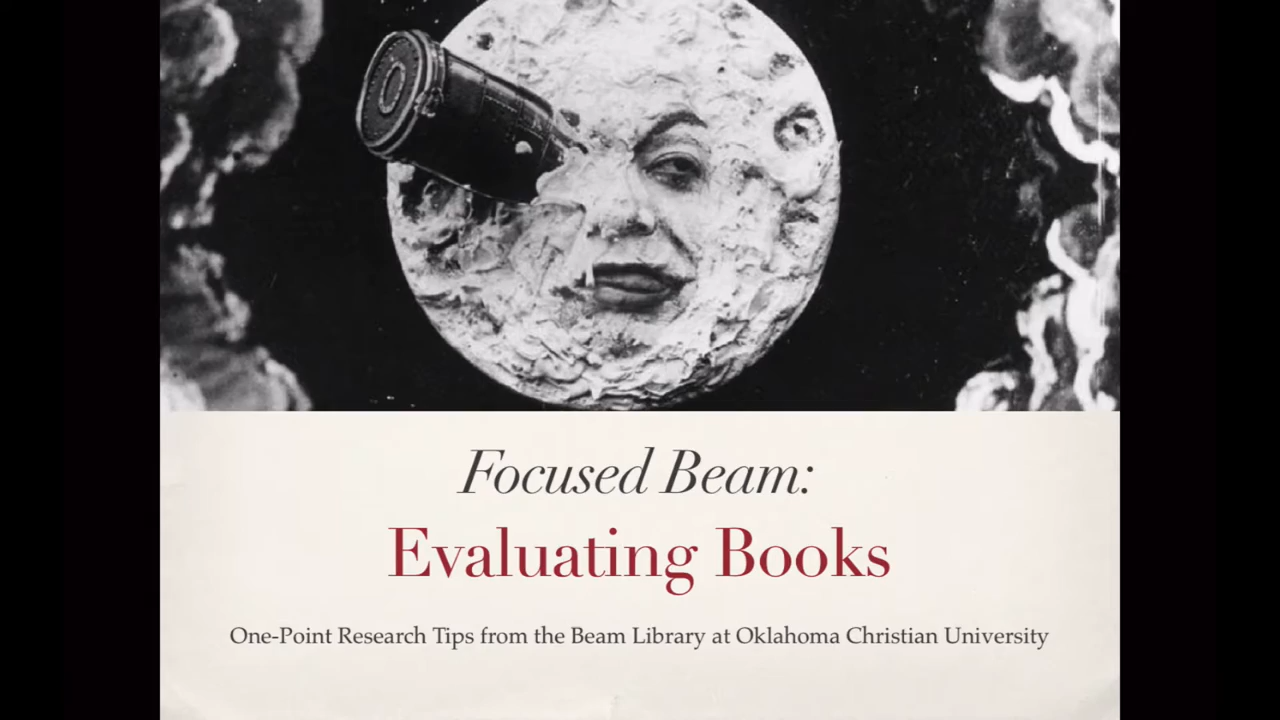 Focused Beam:
Evaluating Books
One-Point Research Tips from the Beam Library at Oklahoma Christian University